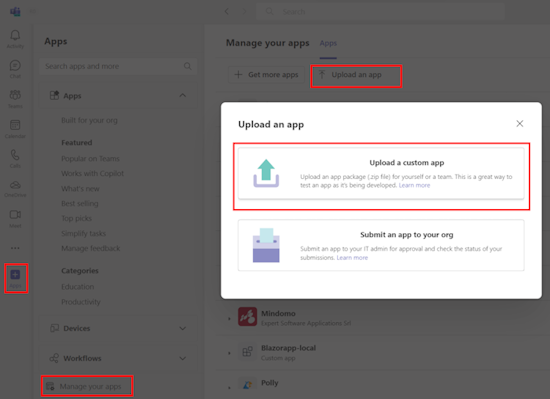 Search
Activity
Chat
Teams
Calendar
Calls
OneDrive
Meet
Apps
Apps
Search apps and more
Apps
Built for your org
Featured
Popular on Teams
Works with Copilot
What's new
Best selling
Top picks
Simplify tasks
Manage feedback
Categories
Education
Productivity
Devices
Workflows
Manage your apps
Manage your apps Apps
Get more apps Upload an app
Upload an app
Upload a custom app
Upload an app package (.zip file) for yourself or a team. This is a great way to
test an app as it's being developed. Learn more
Submit an app to your org
Submit an app to your IT admin for approval and check the status of your
submissions. Learn more
Mindomo
Expert Software Applications Url
Blazorapp-local
Custom app
Polly